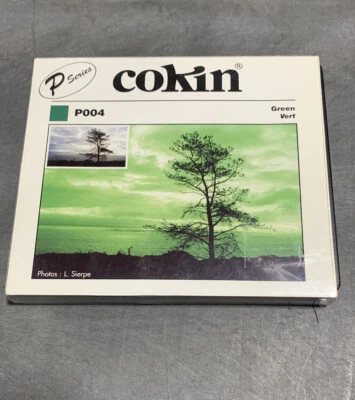 P Series
cokin®
P004
Green
Vert
Photos : L. Sierpe